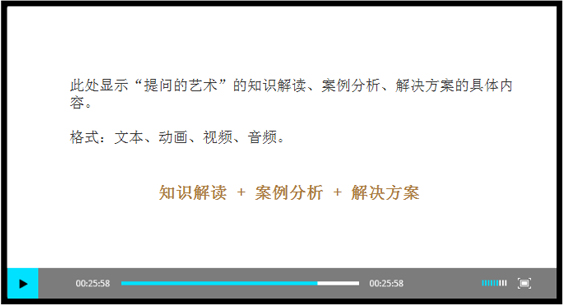 此处显示“提问的艺术”的知识解读、案例分析、解决方案的具体内
容。
格式：文本、动画、视频、音频。
知识解读 + 案例分析 + 解决方案
00:25:58 00:25:58